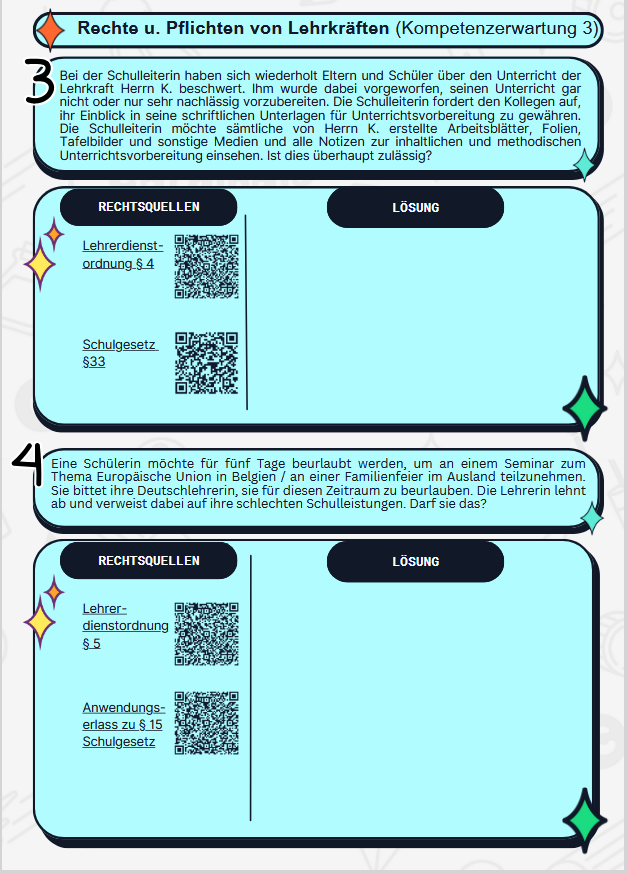 Rechte u. Pflichten von Lehrkräften (Kompetenzerwartung 3)
3
Bei der Schulleiterin haben sich wiederholt Eltern und Schüler über den Unterricht der
Lehrkraft Herrn K. beschwert. Ihm wurde dabei vorgeworfen, seinen Unterricht gar
nicht oder nur sehr nachlässig vorzubereiten. Die Schulleiterin fordert den Kollegen auf,
ihr Einblick in seine schriftlichen Unterlagen für Unterrichtsvorbereitung zu gewähren.
Die Schulleiterin möchte sämtliche von Herrn K. erstellte Arbeitsblätter, Folien,
Tafelbilder und sonstige Medien und alle Notizen zur inhaltlichen und methodischen
Unterrichtsvorbereitung einsehen. Ist dies überhaupt zulässig?
RECHTSQUELLEN
LÖSUNG
Lehrerdienst-
ordnung § 4
Schulgesetz
§33
4
Eine Schülerin möchte für fünf Tage beurlaubt werden, um an einem Seminar zum
Thema Europäische Union in Belgien / an einer Familienfeier im Ausland teilzunehmen.
Sie bittet ihre Deutschlehrerin, sie für diesen Zeitraum zu beurlauben. Die Lehrerin lehnt
ab und verweist dabei auf ihre schlechten Schulleistungen. Darf sie das?
RECHTSQUELLEN
LÖSUNG
Lehrer-
dienstordnung
§ 5
Anwendungs-
erlass zu § 15
Schulgesetz